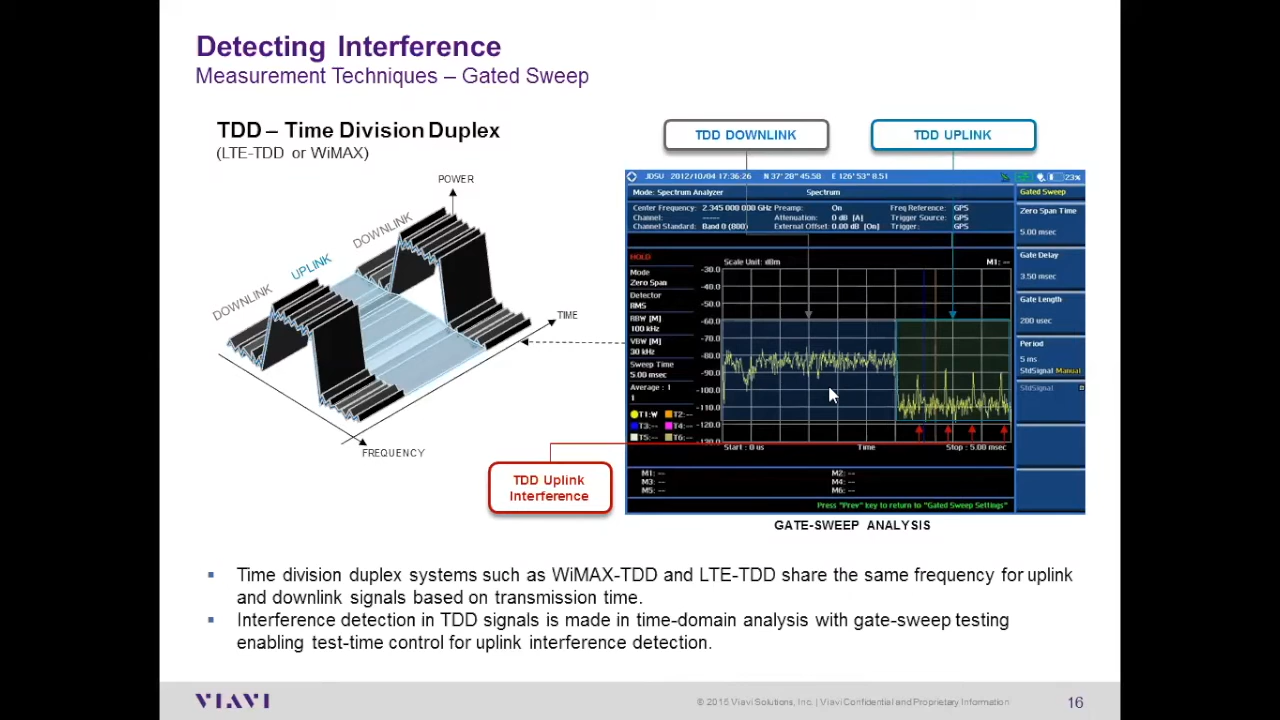 Detecting Interference
Measurement Techniques – Gated Sweep
TDD – Time Division Duplex
(LTE-TDD or WiMAX)
POWER
DOWNLINK
UPLINK
DOWNLINK
TIME
FREQUENCY
TDD DOWNLINK
TDD UPLINK
JDSU 2012/10/04 17:36:26 N 37° 28" 45.58 E 126° 53" 8.51
23%
Mode: Spectrum Analyzer
Spectrum
Center Frequency: 2.345 000 000 GHz Preamp: On Freq Reference: GPS
Channel: ----- Attenuation: 0 dB [A] Trigger Source: GPS
Channel Standard: Band 0 (800) External Offset: 0.00 dB [On] Trigger: GPS
HOLD
Mode
Zero Span
Detector
RMS
RBW [M]
100 kHz
VBW [M]
30 kHz
Sweep Time
5.00 msec
Average : 1
1
T1:W T2:--
T3:-- T4:--
T5:-- T6:--
Scale Unit: dBm
M1: --
-30.0
-40.0
-50.0
-60.0
-70.0
-80.0
-90.0
-100.0
-110.0
-120.0
-130.0
Start : 0 us
Time
Stop : 5.00 msec
M1: -- M2: --
M3: -- M4: --
M5: -- M6: --
Press "Prev" key to return to "Gated Sweep Settings"
Gated Sweep
Zero Span Time
5.00 msec
Gate Delay
3.50 msec
Gate Length
200 usec
Period
5 ms
StdSignal Manual
StdSignal
TDD Uplink
Interference
GATE-SWEEP ANALYSIS
▪ Time division duplex systems such as WiMAX-TDD and LTE-TDD share the same frequency for uplink
and downlink signals based on transmission time.
▪ Interference detection in TDD signals is made in time-domain analysis with gate-sweep testing
enabling test-time control for uplink interference detection.
VIAVI
© 2015 Viavi Solutions, Inc. | Viavi Confidential and Proprietary Information
16